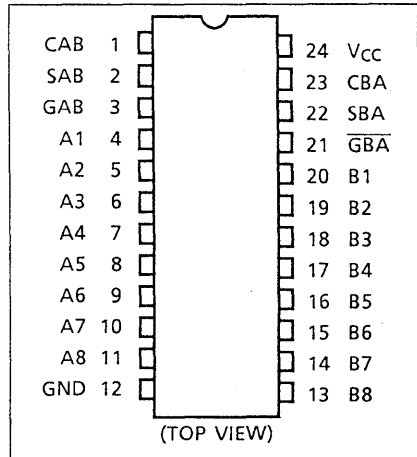 CAB 1
SAB 2
GAB 3
A1 4
A2 5
A3 6
A4 7
A5 8
A6 9
A7 10
A8 11
GND 12
24 VCC
23 CBA
22 SBA
21 G̅B̅A̅
20 B1
19 B2
18 B3
17 B4
16 B5
15 B6
14 B7
13 B8
(TOP VIEW)